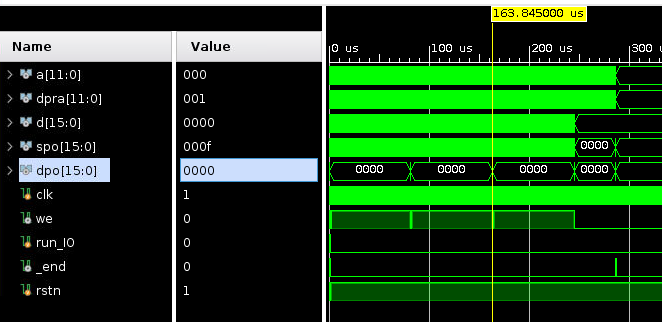 163.845000 us
Name Value 0 us 100 us 200 us 300 us
a[11:0] 000
dpra[11:0] 001
d[15:0] 0000
spo[15:0] 000f 0000
dpo[15:0] 0000 0000 0000 0000 0000
clk 1
we 0
run_IO 0
_end 0
rstn 1